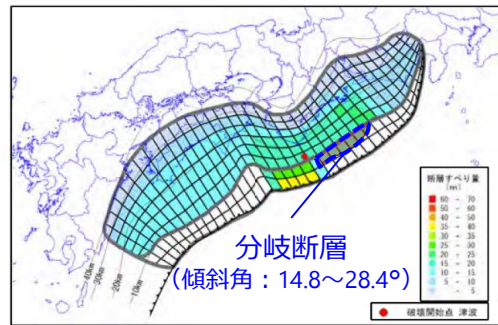 40km
30km
20km
10km
分岐断層
(傾斜角:14.8～28.4°)
断層すべり量
(m)
60 - 70
50 - 60
40 - 50
35 - 40
30 - 35
25 - 30
20 - 25
15 - 20
10 - 15
5 - 10
- 5
破壊開始点 津波